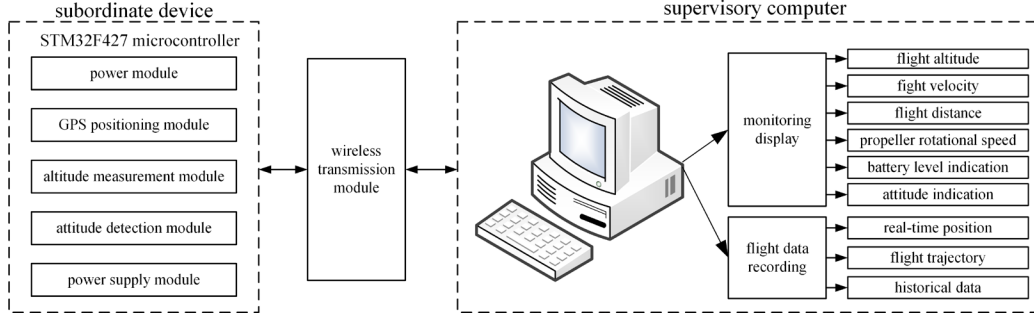 subordinate device
STM32F427 microcontroller
power module
GPS positioning module
altitude measurement module
attitude detection module
power supply module
wireless
transmission
module
supervisory computer
monitoring
display
flight altitude
fight velocity
flight distance
propeller rotational speed
battery level indication
attitude indication
flight data
recording
real-time position
flight trajectory
historical data